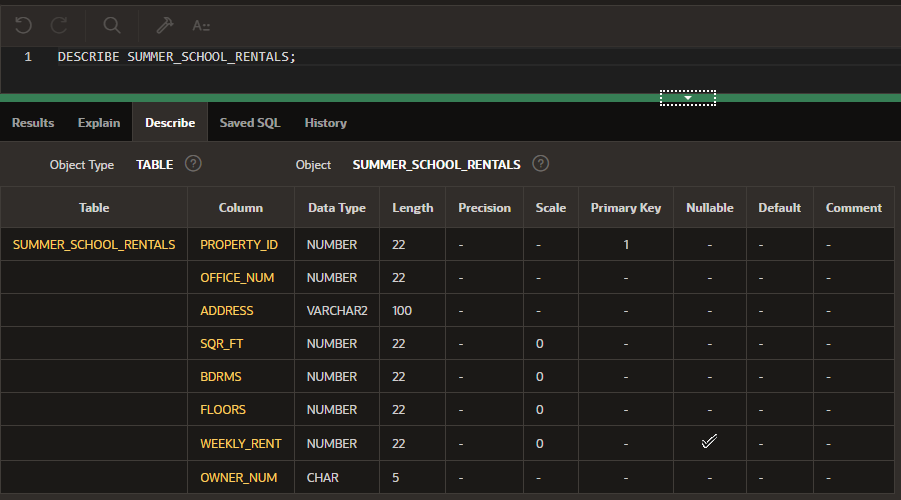 A::
1 DESCRIBE SUMMER_SCHOOL_RENTALS;
Results Explain Describe Saved SQL History
Object Type TABLE ? Object SUMMER_SCHOOL_RENTALS ?
Table Column Data Type Length Precision Scale Primary Key Nullable Default Comment
SUMMER_SCHOOL_RENTALS PROPERTY_ID NUMBER 22 - - 1 - - -
OFFICE_NUM NUMBER 22 - - - - - -
ADDRESS VARCHAR2 100 - - - - - -
SQR_FT NUMBER 22 - 0 - - - -
BDRMS NUMBER 22 - 0 - - - -
FLOORS NUMBER 22 - 0 - - - -
WEEKLY_RENT NUMBER 22 - 0 - - -
OWNER_NUM CHAR 5 - - - - - -